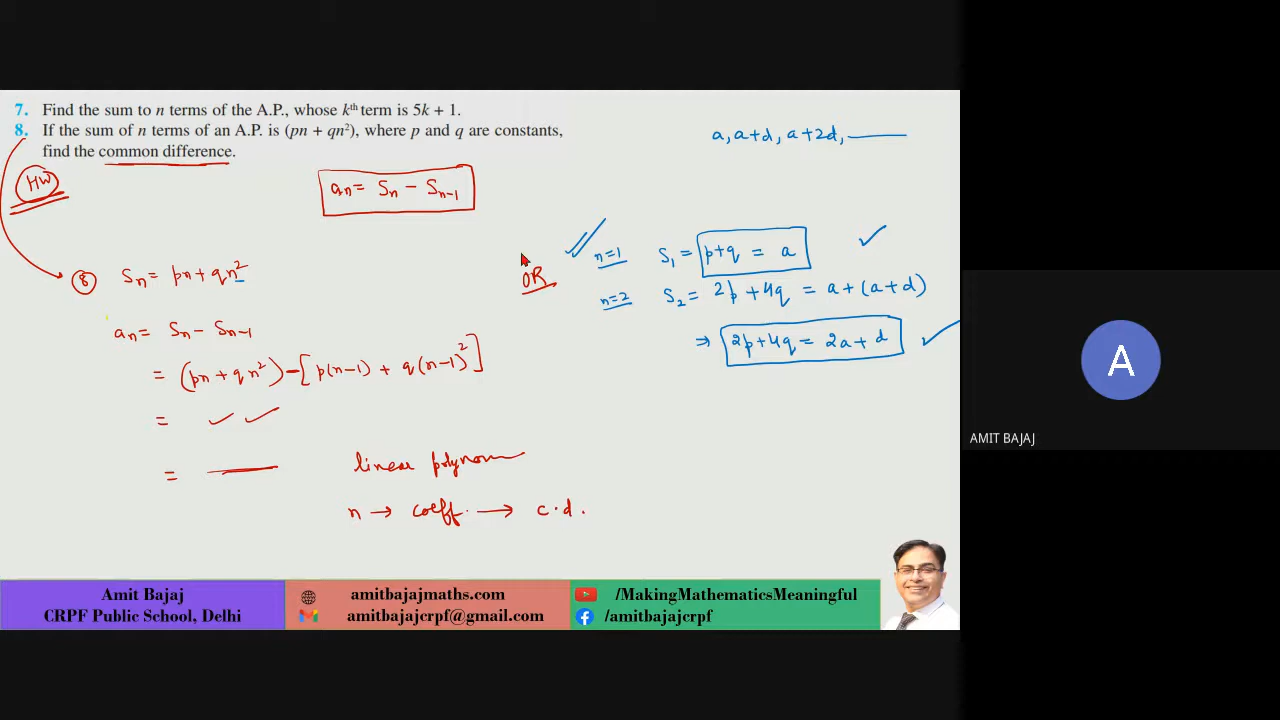 7. Find the sum to n terms of the A.P., whose kᵗʰ term is 5k + 1.
8. If the sum of n terms of an A.P. is (pn + qn²), where p and q are constants,
find the common difference.
a, a+d, a+2d, ——
HW
aₙ = Sₙ − Sₙ₋₁
⑧ Sₙ = pn + qn²
aₙ = Sₙ − Sₙ₋₁
= (pn + qn²) − [p(n−1) + q(n−1)²]
= ✓ ✓
= ——
linear polynom
n → coeff. → c.d.
OR
n=1 S₁ = p+q = a ✓
n=2 S₂ = 2p + 4q = a + (a+d)
⇒ 2p+4q = 2a + d ✓
A
AMIT BAJAJ
Amit Bajaj
CRPF Public School, Delhi
amitbajajmaths.com
amitbajajcrpf@gmail.com
/MakingMathematicsMeaningful
/amitbajajcrpf